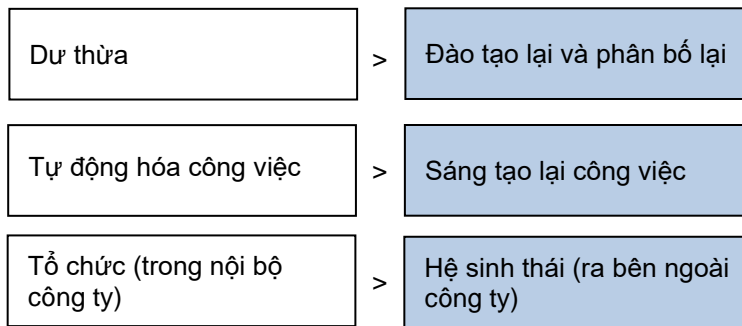 Dư thừa
>
Đào tạo lại và phân bố lại
Tự động hóa công việc
>
Sáng tạo lại công việc
Tổ chức (trong nội bộ
công ty)
>
Hệ sinh thái (ra bên ngoài
công ty)